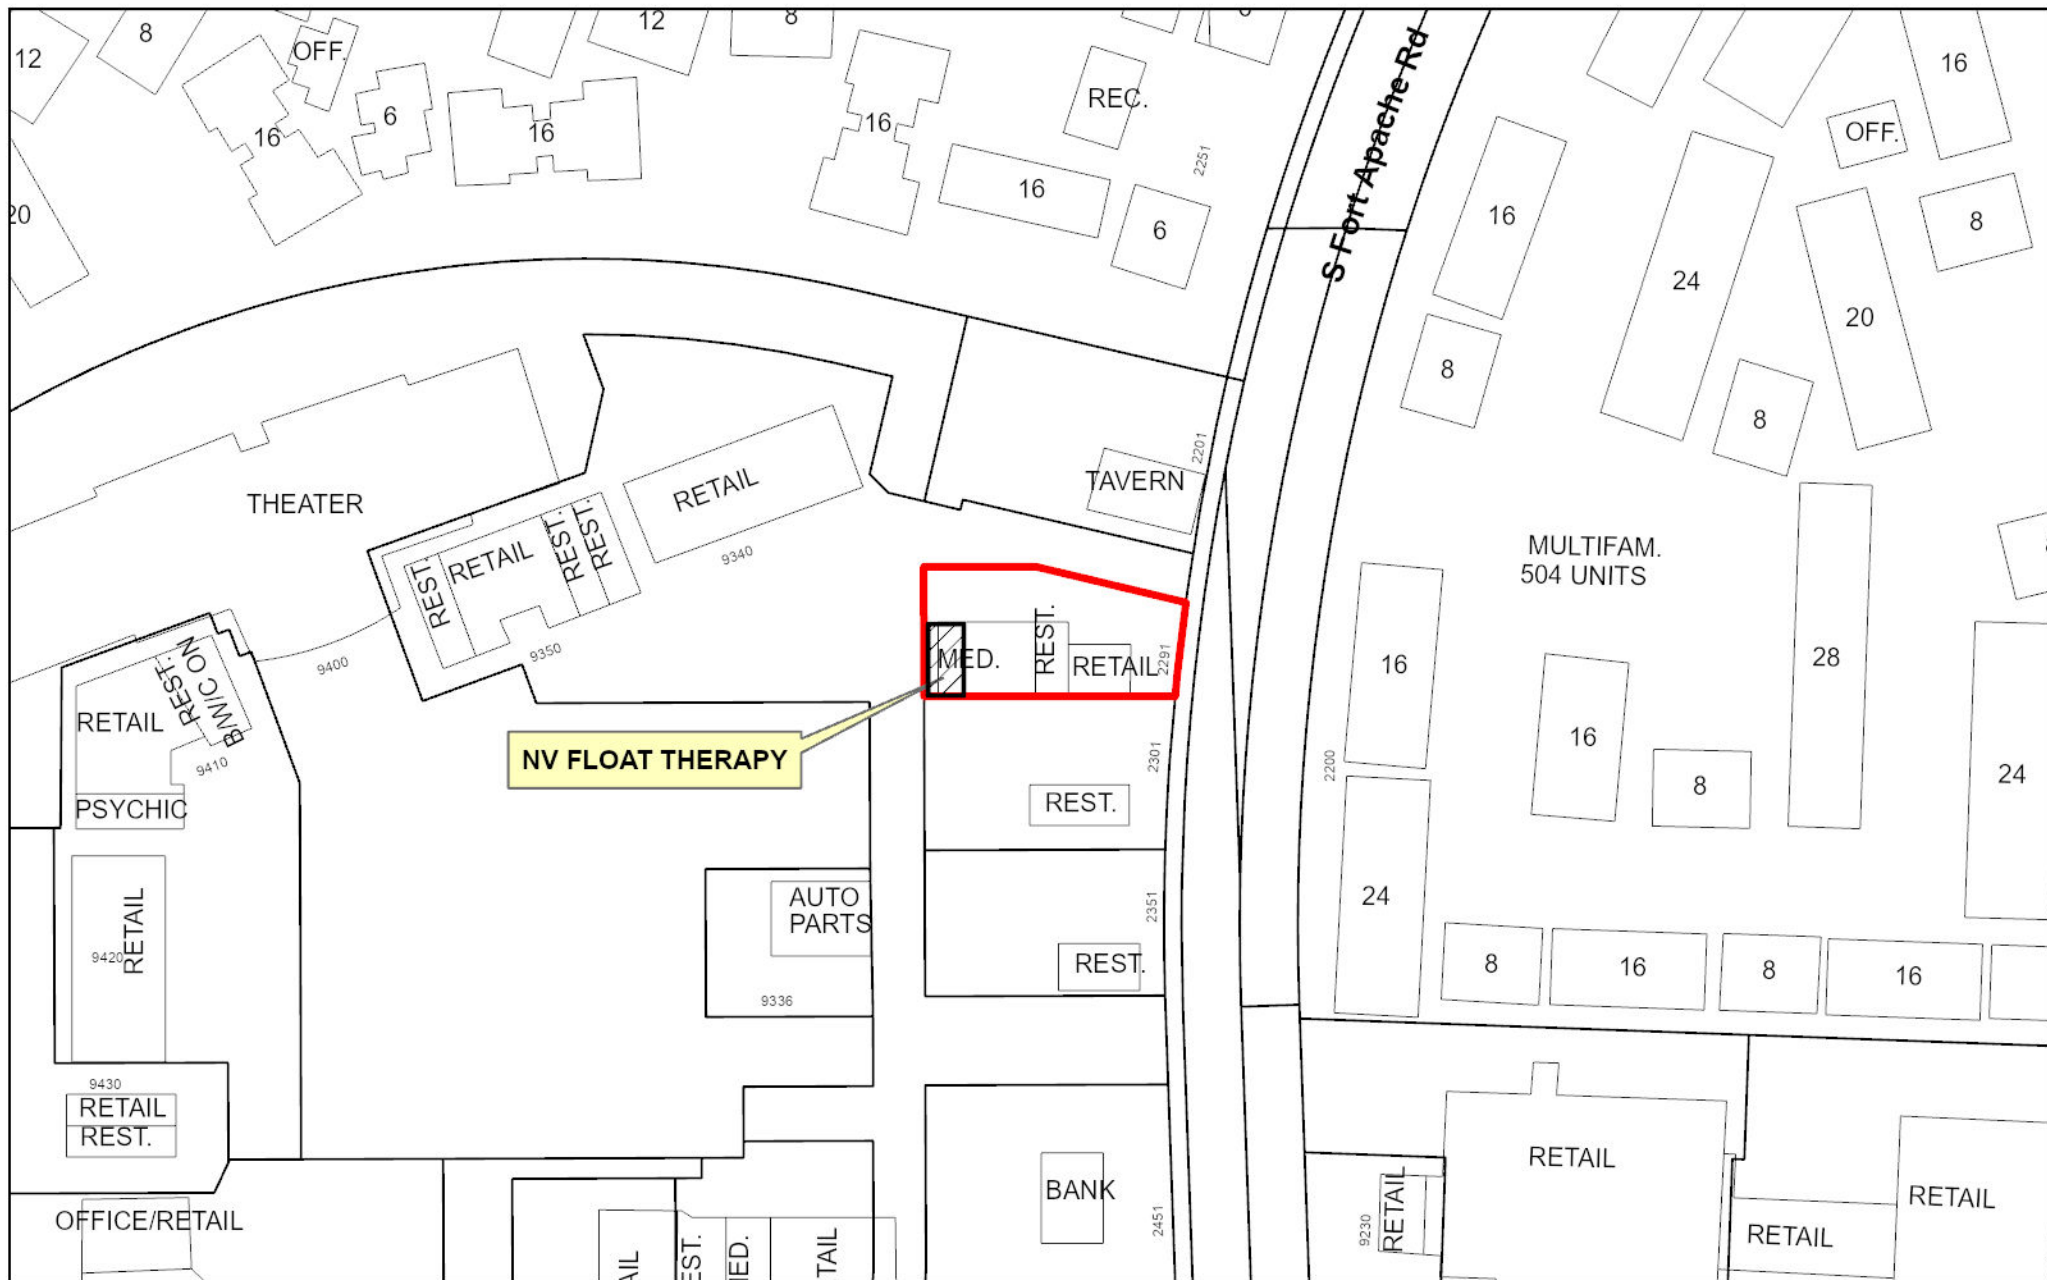 12
8
OFF.
12
8
16
6
16
16
REC.
16
6
2251
20
S Fort Apache Rd
16
OFF.
8
16
24
20
8
8
THEATER
RETAIL
9340
REST.
RETAIL
REST.
REST.
9350
9400
TAVERN
2201
MULTIFAM.
504 UNITS
MED.
REST.
RETAIL
2291
NV FLOAT THERAPY
RETAIL
REST.
B/W/C ON
9410
PSYCHIC
RETAIL
9420
2301
REST.
2200
16
16
8
28
24
24
AUTO
PARTS
9336
2351
REST.
8
16
8
16
9430
RETAIL
REST.
OFFICE/RETAIL
BANK
2451
RETAIL
RETAIL
9230
RETAIL
RETAIL